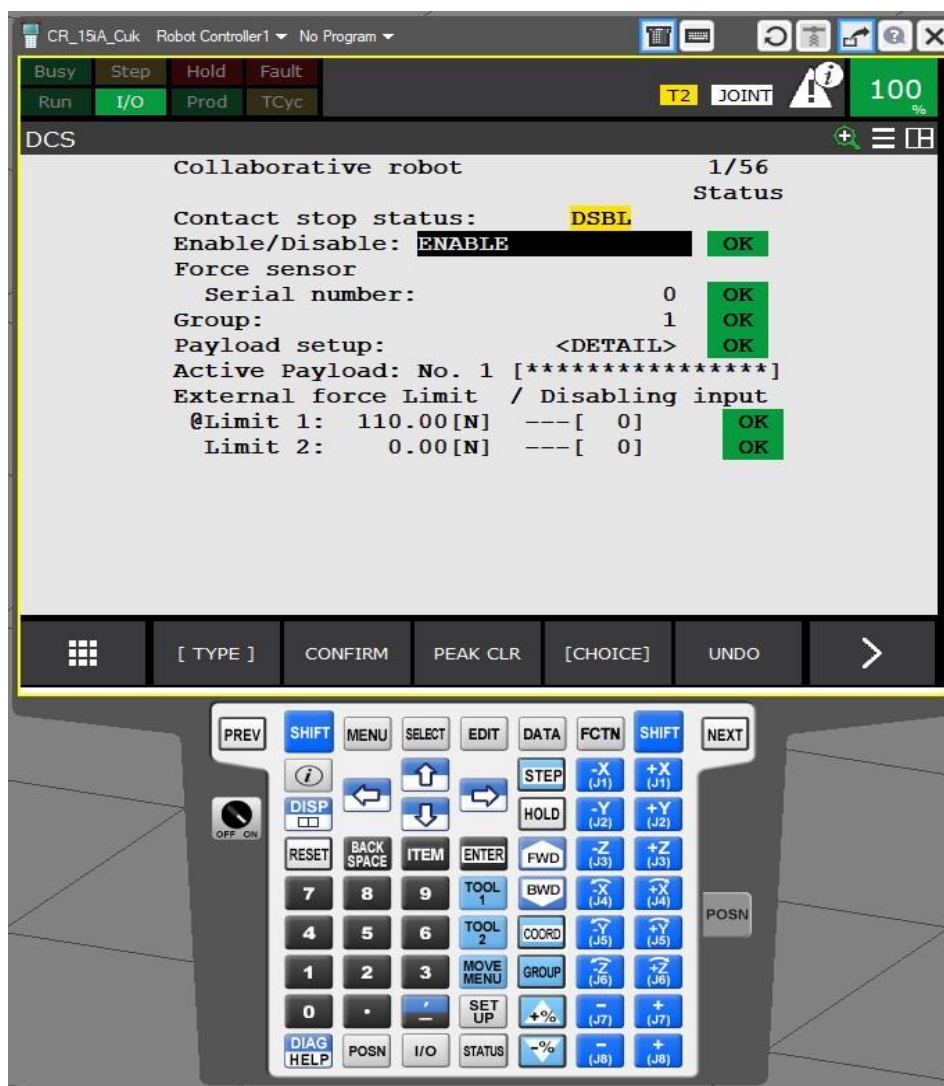 CR_15iA_Cuk Robot Controller1 No Program
Busy Step Hold Fault
Run I/O Prod TCyc
T2 JOINT
100
%
DCS
Collaborative robot 1/56
Status
Contact stop status: DSBL
Enable/Disable: ENABLE OK
Force sensor
Serial number: 0 OK
Group: 1 OK
Payload setup: <DETAIL> OK
Active Payload: No. 1 [****************]
External force Limit / Disabling input
@Limit 1: 110.00[N] ---[ 0] OK
Limit 2: 0.00[N] ---[ 0] OK
[ TYPE ] CONFIRM PEAK CLR [CHOICE] UNDO >
PREV SHIFT MENU SELECT EDIT DATA FCTN SHIFT NEXT
i STEP -X (J1) +X (J1)
DISP HOLD -Y (J2) +Y (J2)
OFF ON
RESET BACK SPACE ITEM ENTER FWD -Z (J3) +Z (J3)
7 8 9 TOOL 1 BWD -X (J4) +X (J4)
POSN
4 5 6 TOOL 2 COORD -Y (J5) +Y (J5)
1 2 3 MOVE MENU GROUP -Z (J6) +Z (J6)
0 . SET UP +% - (J7) + (J7)
DIAG HELP POSN I/O STATUS -% - (J8) + (J8)